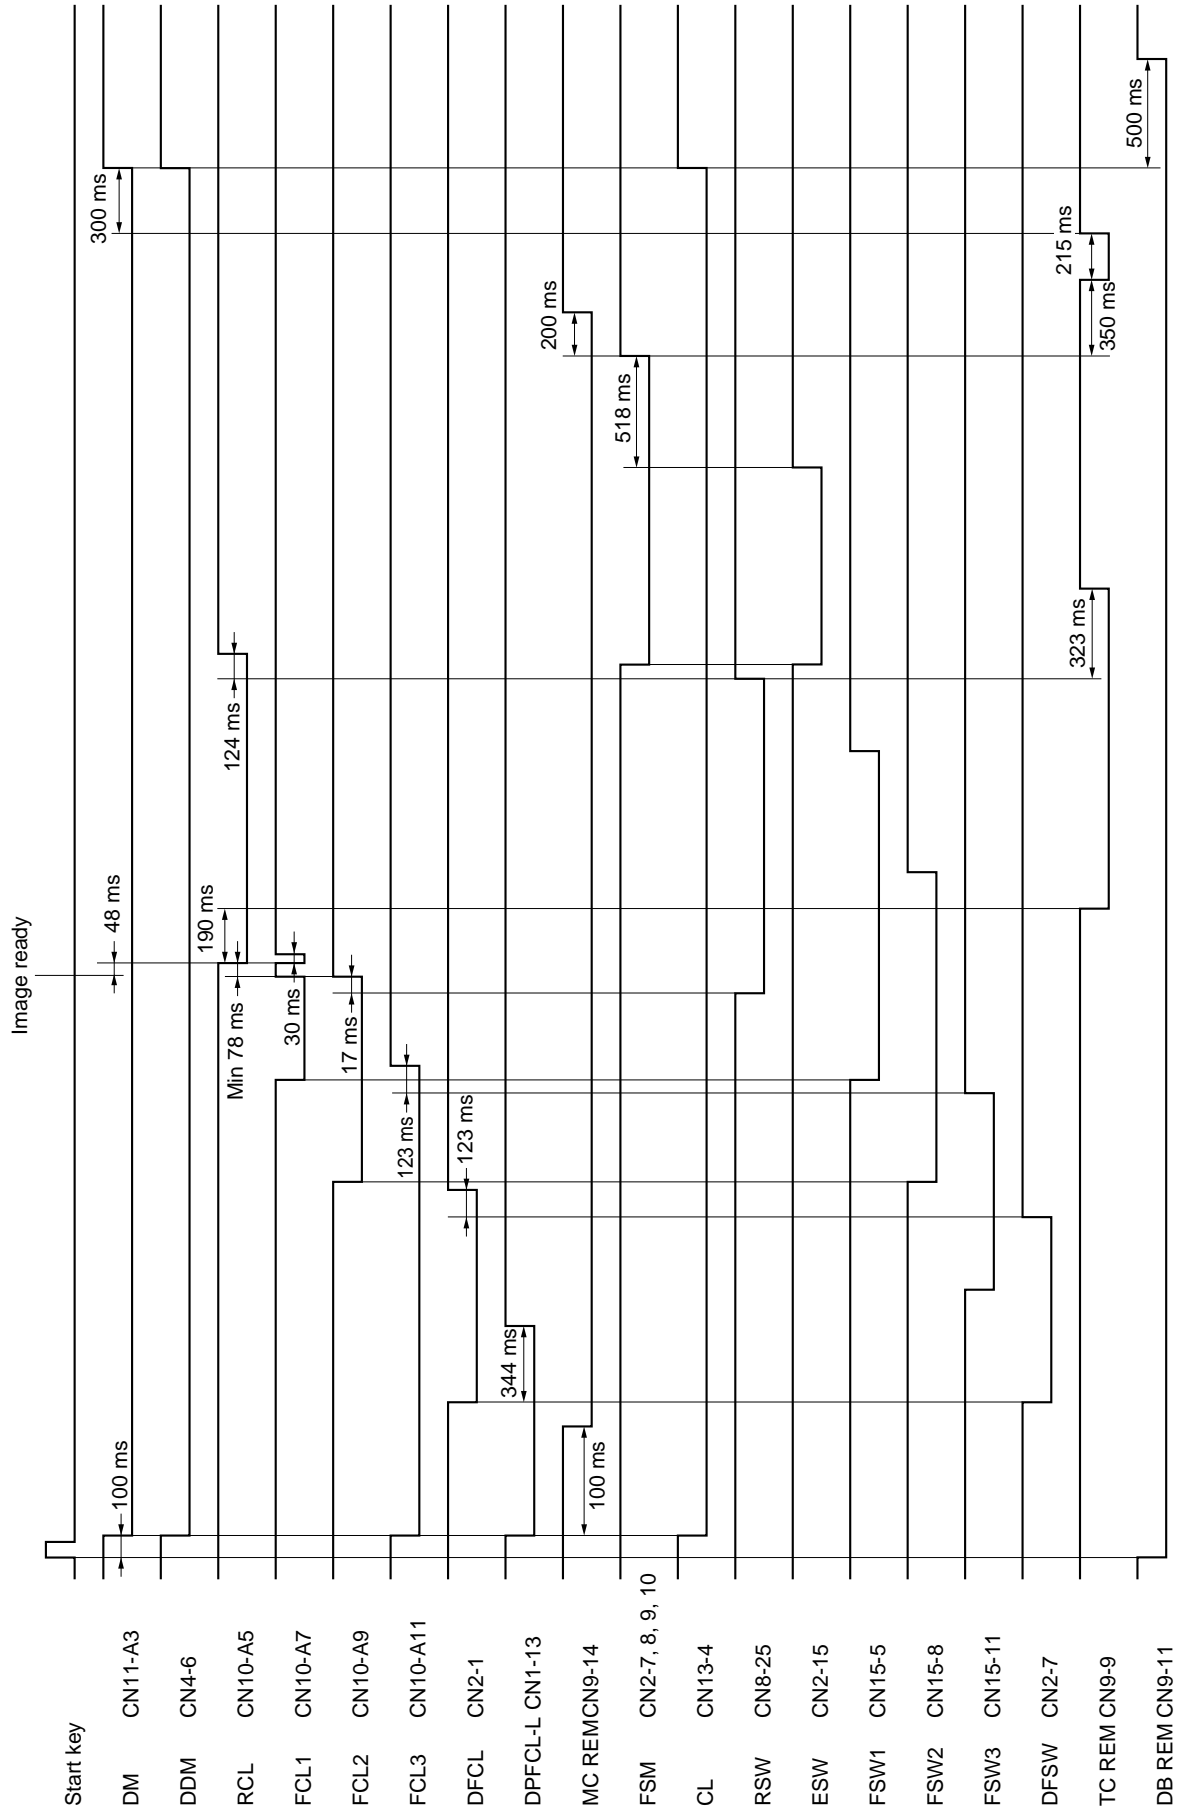 Image ready
Start key
DM CN11-A3
100 ms
48 ms
300 ms
DDM CN4-6
RCL CN10-A5
Min 78 ms
190 ms
124 ms
FCL1 CN10-A7
30 ms
FCL2 CN10-A9
17 ms
FCL3 CN10-A11
123 ms
DFCL CN2-1
123 ms
DPFCL-L CN1-13
344 ms
MC REM CN9-14
100 ms
200 ms
FSM CN2-7, 8, 9, 10
518 ms
CL CN13-4
RSW CN8-25
ESW CN2-15
FSW1 CN15-5
FSW2 CN15-8
FSW3 CN15-11
DFSW CN2-7
TC REM CN9-9
323 ms
350 ms
215 ms
DB REM CN9-11
500 ms